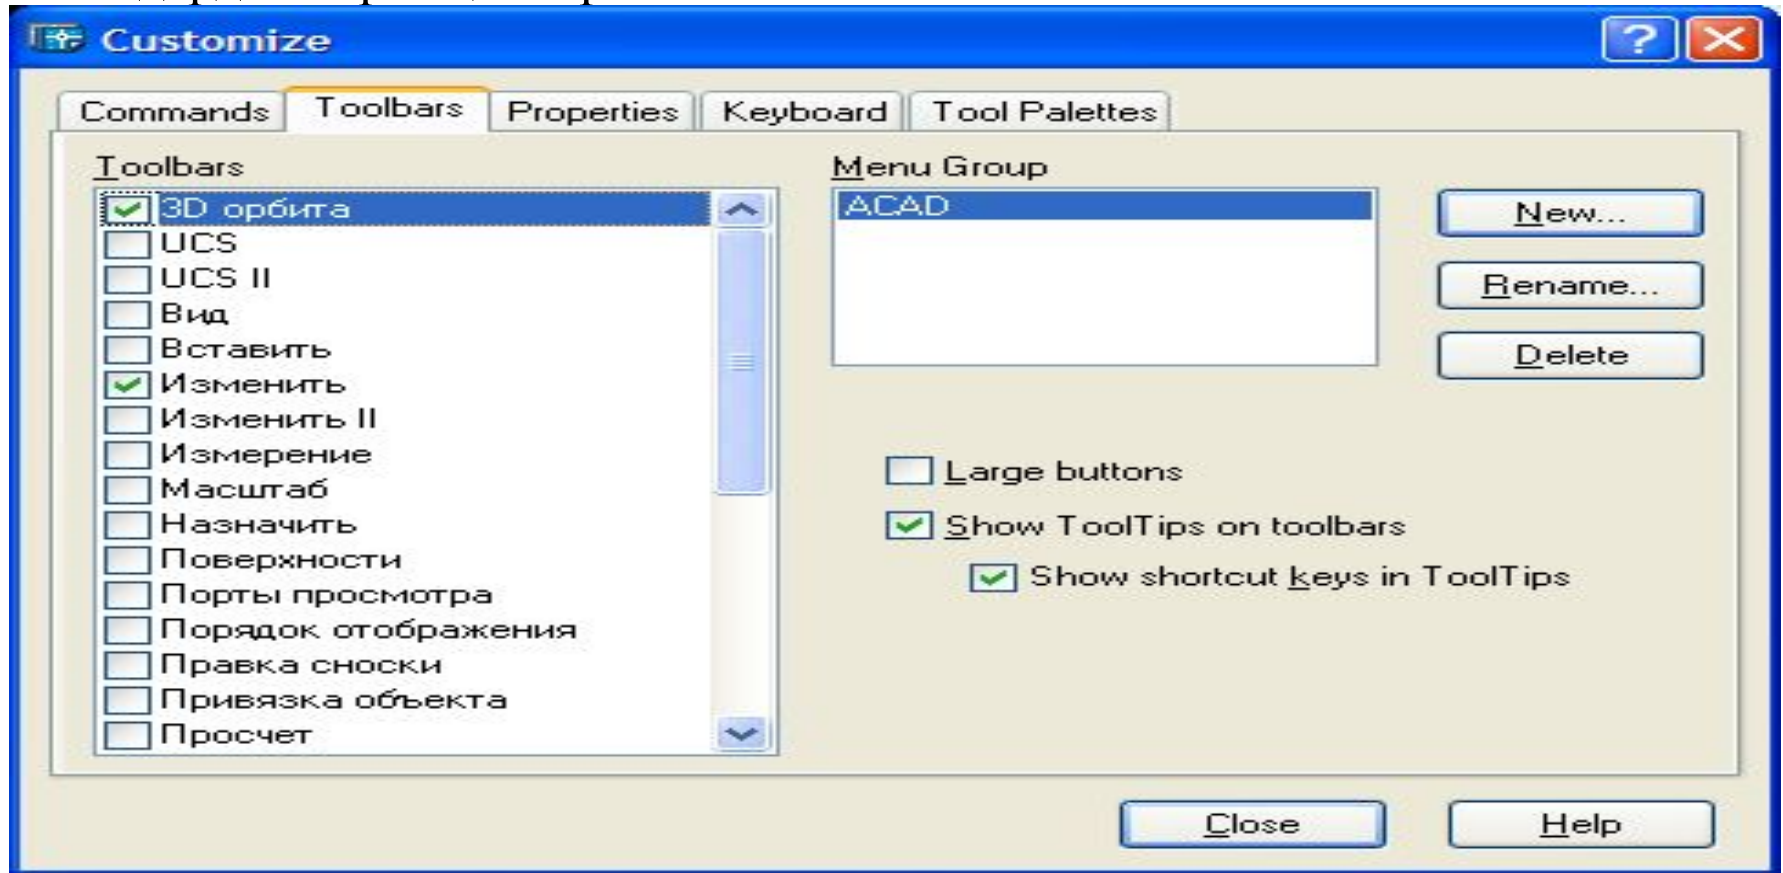 Customize
Commands Toolbars Properties Keyboard Tool Palettes
Toolbars
3D орбита
UCS
UCS II
Вид
Вставить
Изменить
Изменить II
Измерение
Масштаб
Назначить
Поверхности
Порты просмотра
Порядок отображения
Правка сноски
Привязка объекта
Просчет
Menu Group
ACAD
New...
Rename...
Delete
Large buttons
Show ToolTips on toolbars
Show shortcut keys in ToolTips
Close
Help